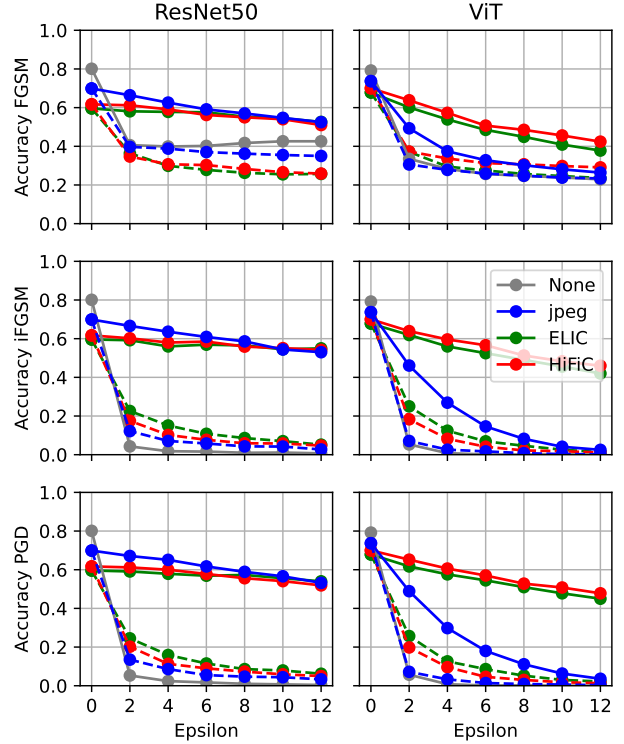 ResNet50
ViT
Accuracy FGSM
1.0
0.8
0.6
0.4
0.2
0.0
Accuracy iFGSM
1.0
0.8
0.6
0.4
0.2
0.0
None
jpeg
ELIC
HiFiC
Accuracy PGD
1.0
0.8
0.6
0.4
0.2
0.0
0 2 4 6 8 10 12
Epsilon
0 2 4 6 8 10 12
Epsilon